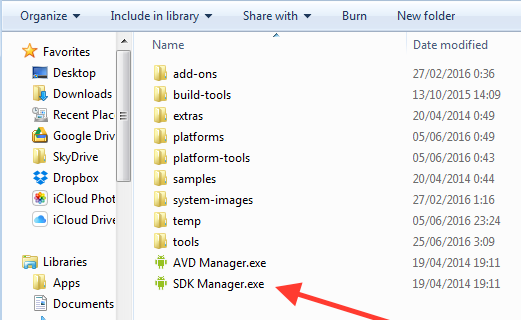 Organize Include in library Share with Burn New folder
Favorites
Desktop
Downloads
Recent Plac
Google Driv
SkyDrive
Dropbox
iCloud Phot
iCloud Drive
Libraries
Apps
Documents
Name Date modified
add-ons 27/02/2016 0:36
build-tools 13/10/2015 14:09
extras 20/04/2014 0:49
platforms 05/06/2016 0:49
platform-tools 05/06/2016 0:43
samples 20/04/2014 0:44
system-images 27/02/2016 1:16
temp 05/06/2016 23:24
tools 25/06/2016 3:09
AVD Manager.exe 19/04/2014 19:11
SDK Manager.exe 19/04/2014 19:11